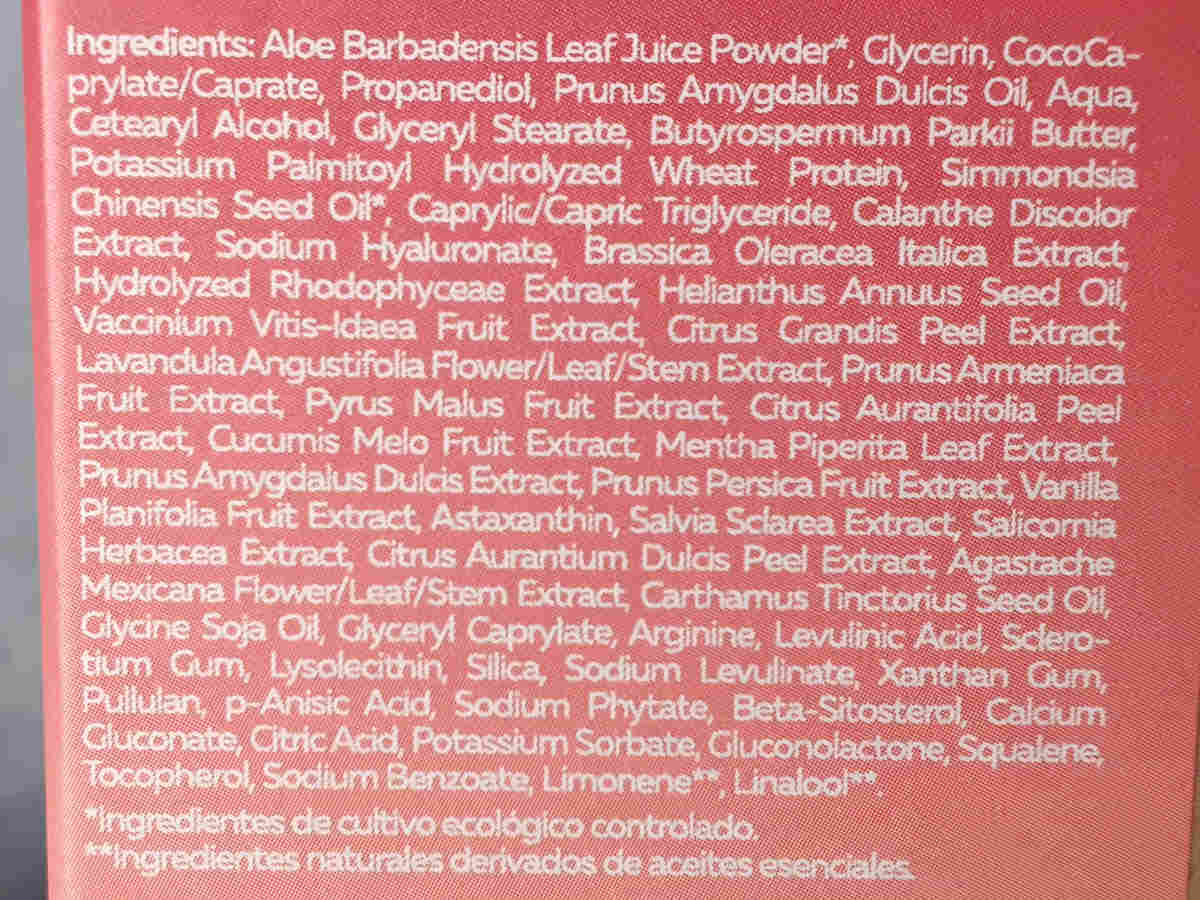 Ingredients: Aloe Barbadensis Leaf Juice Powder*, Glycerin, CocoCa-
prylate/Caprate, Propanediol, Prunus Amygdalus Dulcis Oil, Aqua,
Cetearyl Alcohol, Glyceryl Stearate, Butyrospermum Parkii Butter,
Potassium Palmitoyl Hydrolyzed Wheat Protein, Simmondsia
Chinensis Seed Oil*, Caprylic/Capric Triglyceride, Calanthe Discolor
Extract, Sodium Hyaluronate, Brassica Oleracea Italica Extract,
Hydrolyzed Rhodophyceae Extract, Helianthus Annuus Seed Oil,
Vaccinium Vitis-Idaea Fruit Extract, Citrus Grandis Peel Extract,
Lavandula Angustifolia Flower/Leaf/Stem Extract, Prunus Armeniaca
Fruit Extract, Pyrus Malus Fruit Extract, Citrus Aurantifolia Peel
Extract, Cucumis Melo Fruit Extract, Mentha Piperita Leaf Extract,
Prunus Amygdalus Dulcis Extract, Prunus Persica Fruit Extract, Vanilla
Planifolia Fruit Extract, Astaxanthin, Salvia Sclarea Extract, Salicornia
Herbacea Extract, Citrus Aurantium Dulcis Peel Extract, Agastache
Mexicana Flower/Leaf/Stem Extract, Carthamus Tinctorius Seed Oil,
Glycine Soja Oil, Glyceryl Caprylate, Arginine, Levulinic Acid, Sclero-
tium Gum, Lysolecithin, Silica, Sodium Levulinate, Xanthan Gum,
Pullulan, p-Anisic Acid, Sodium Phytate, Beta-Sitosterol, Calcium
Gluconate, Citric Acid, Potassium Sorbate, Gluconolactone, Squalene,
Tocopherol, Sodium Benzoate, Limonene**, Linalool**.
*Ingredientes de cultivo ecológico controlado.
**Ingredientes naturales derivados de aceites esenciales.